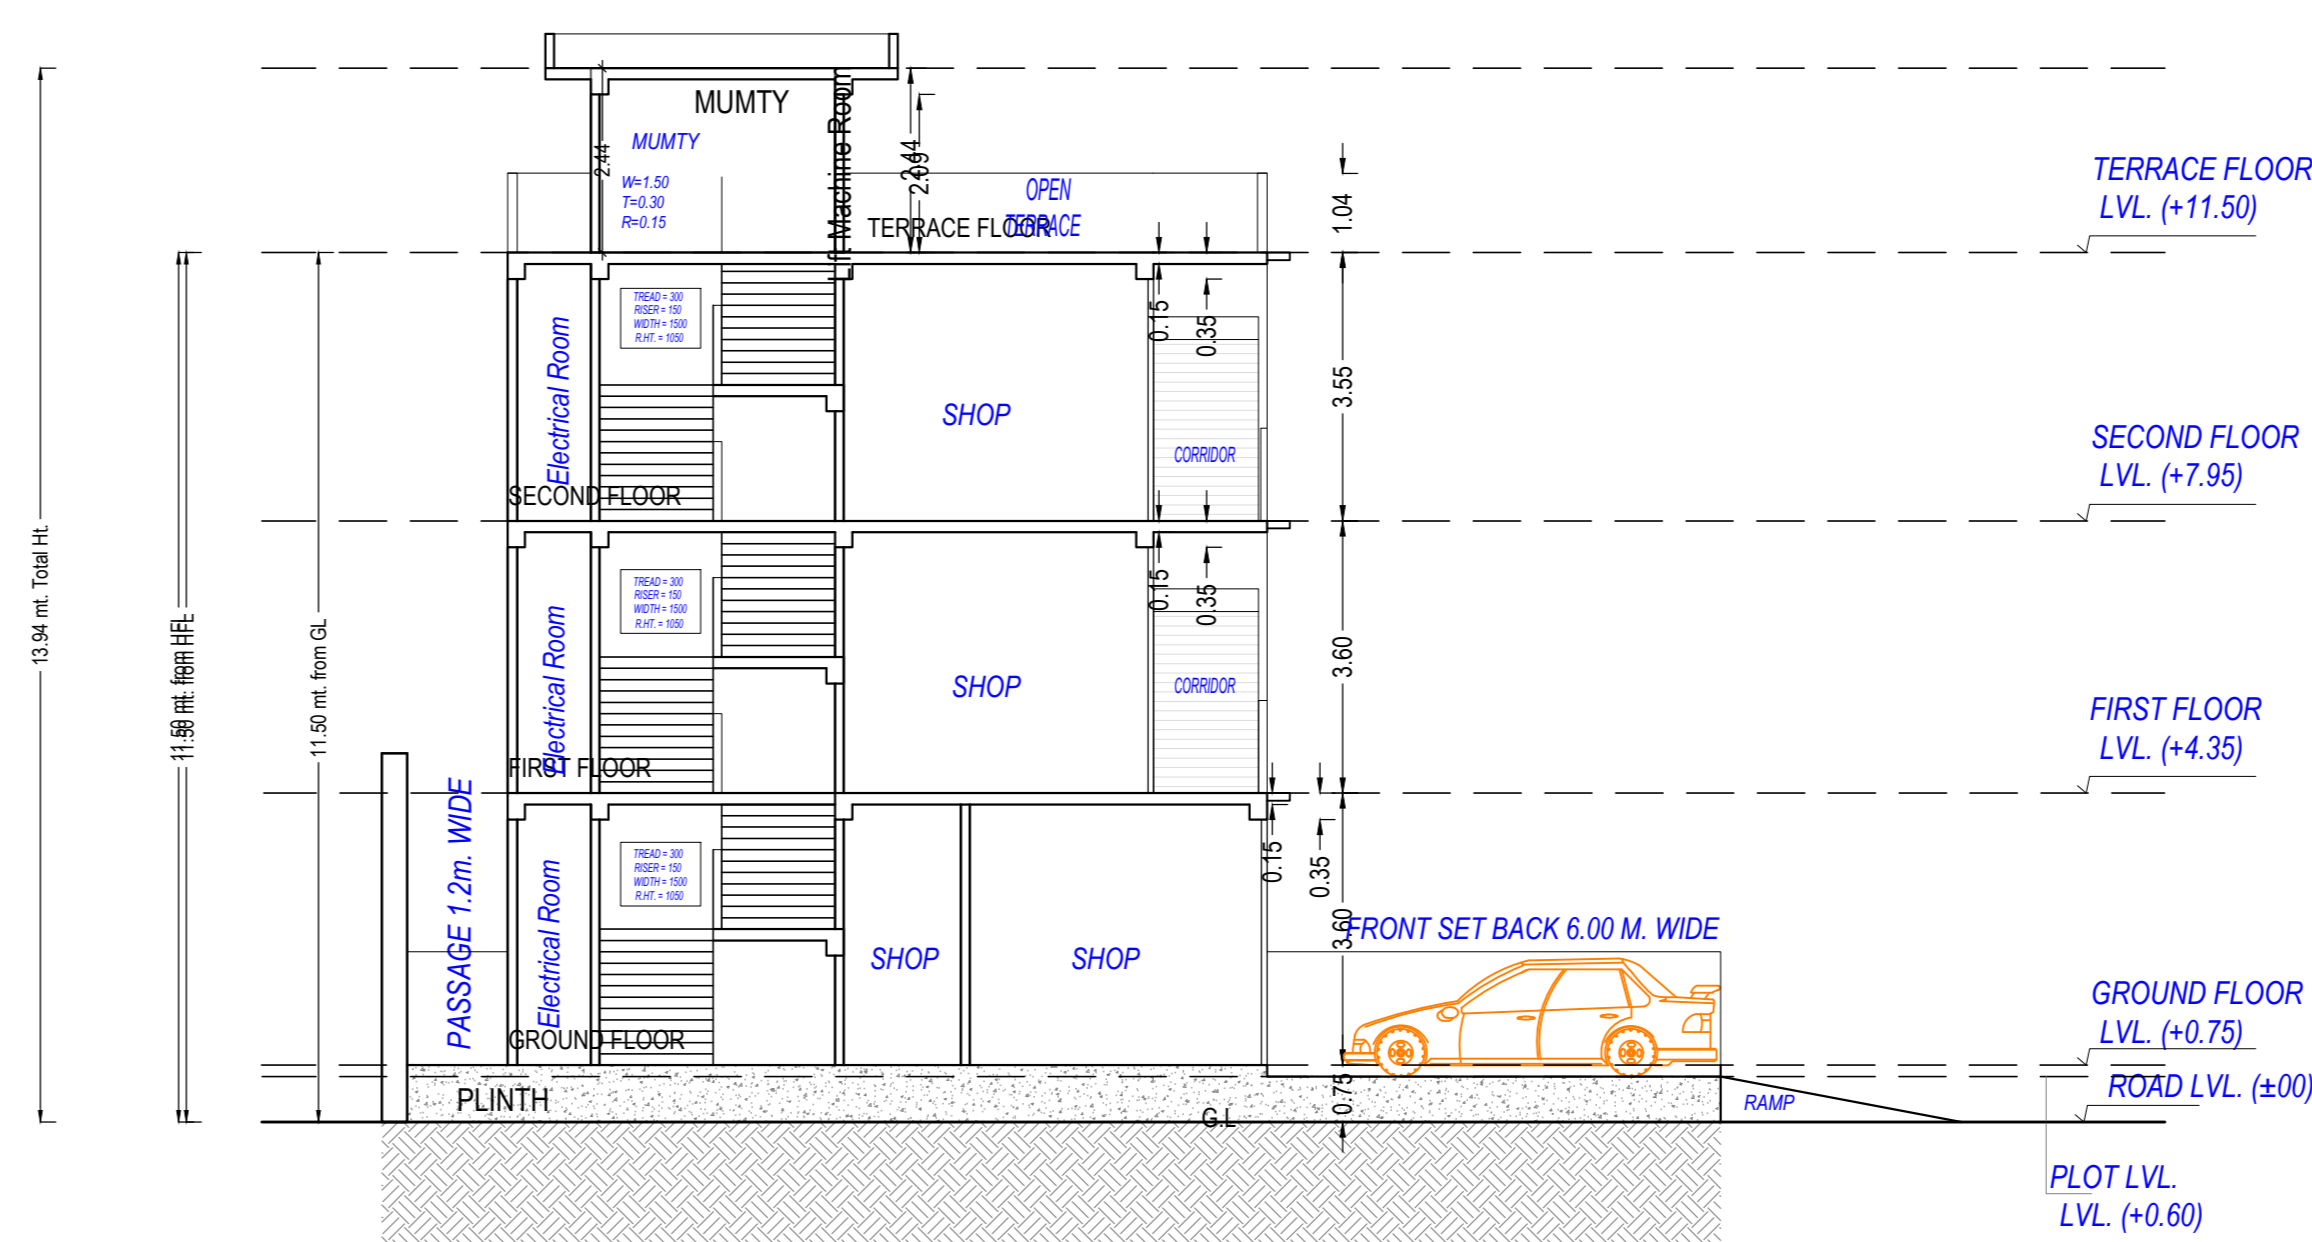 MUMTY
MUMTY
W=1.50
T=0.30
R=0.15
2.44
ft Machine Room
2.44
2.09
OPEN
TERRACE
TERRACE FLOOR
1.04
TERRACE FLOOR
LVL. (+11.50)
TREAD = 300
RISER = 150
WIDTH = 1500
R.HT. = 1050
Electrical Room
SHOP
CORRIDOR
0.15
0.35
3.55
SECOND FLOOR
SECOND FLOOR
LVL. (+7.95)
13.94 mt. Total Ht.
11.50 mt. from HFL
11.50 mt. from GL
TREAD = 300
RISER = 150
WIDTH = 1500
R.HT. = 1050
Electrical Room
SHOP
CORRIDOR
0.15
0.35
3.60
FIRST FLOOR
FIRST FLOOR
LVL. (+4.35)
PASSAGE 1.2m. WIDE
TREAD = 300
RISER = 150
WIDTH = 1500
R.HT. = 1050
Electrical Room
SHOP
SHOP
0.15
0.35
3.60
FRONT SET BACK 6.00 M. WIDE
GROUND FLOOR
GROUND FLOOR
LVL. (+0.75)
PLINTH
G.L
0.75
RAMP
ROAD LVL. (±00)
PLOT LVL.
LVL. (+0.60)